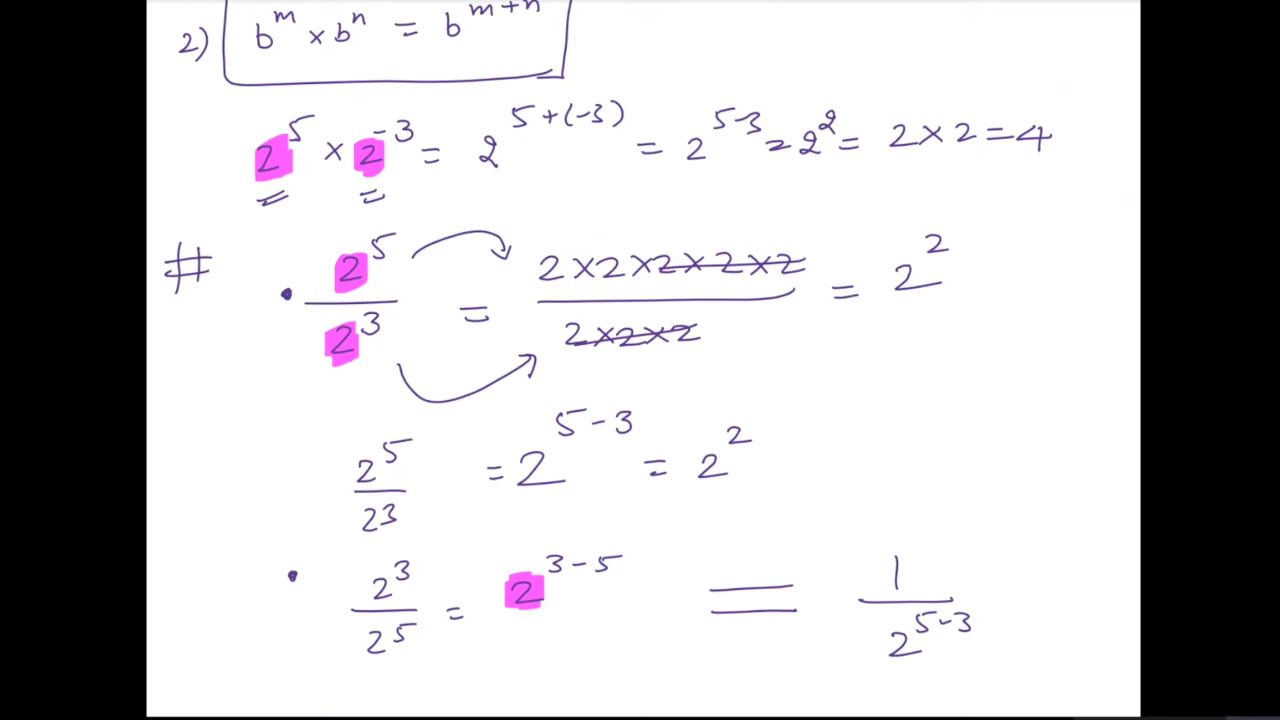 2) b^m × b^n = b^{m+n}
2^5 × 2^{-3} = 2^{5+(-3)} = 2^{5-3} = 2^2 = 2×2=4
# • 2^5/2^3 = 2×2×2×2×2/2×2×2 = 2^2
2^5/2^3 = 2^{5-3} = 2^2
• 2^3/2^5 = 2^{3-5} = 1/2^{5-3}